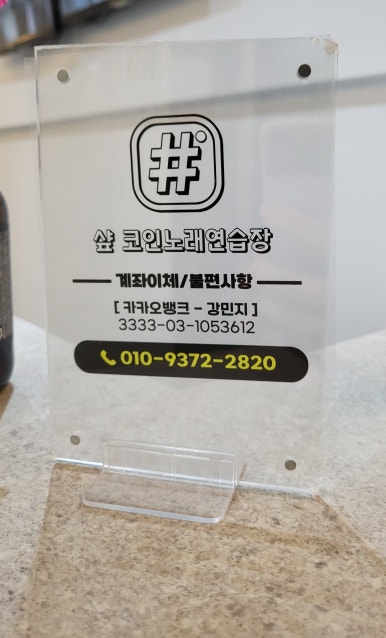 #
샾 코인노래연습장
계좌이체/불편사항
[ 카카오뱅크 - 강민지 ]
3333-03-1053612
010-9372-2820